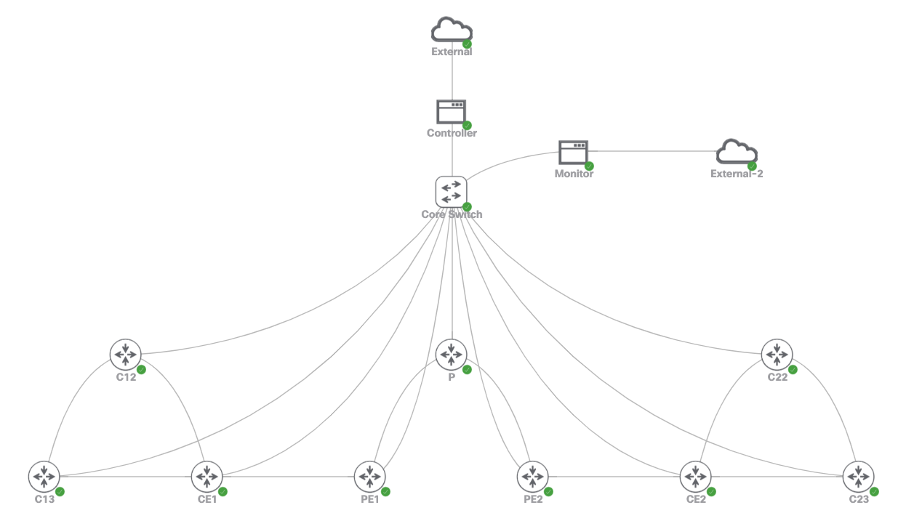 External
Controller
Monitor
External-2
Core Switch
C12
P
C22
C13
CE1
PE1
PE2
CE2
C23